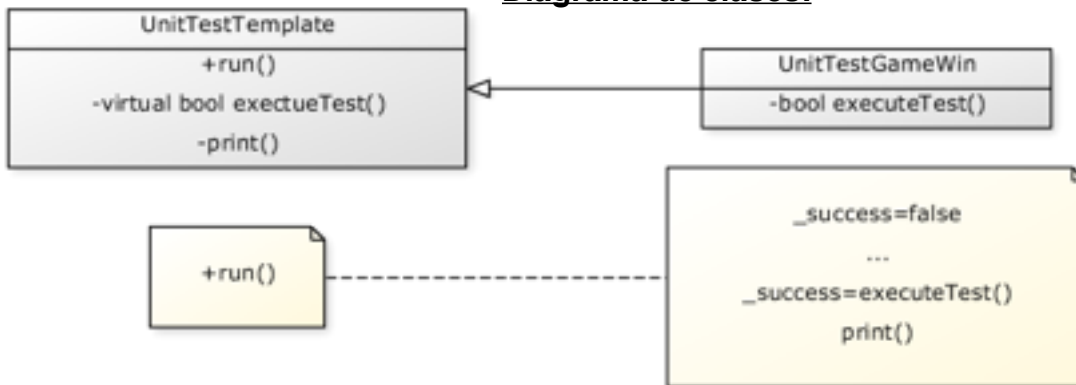 Diagrama de clases:
UnitTestTemplate
+run()
-virtual bool exectueTest()
-print()
UnitTestGameWin
-bool executeTest()
+run()
_success=false
...
_success=executeTest()
print()